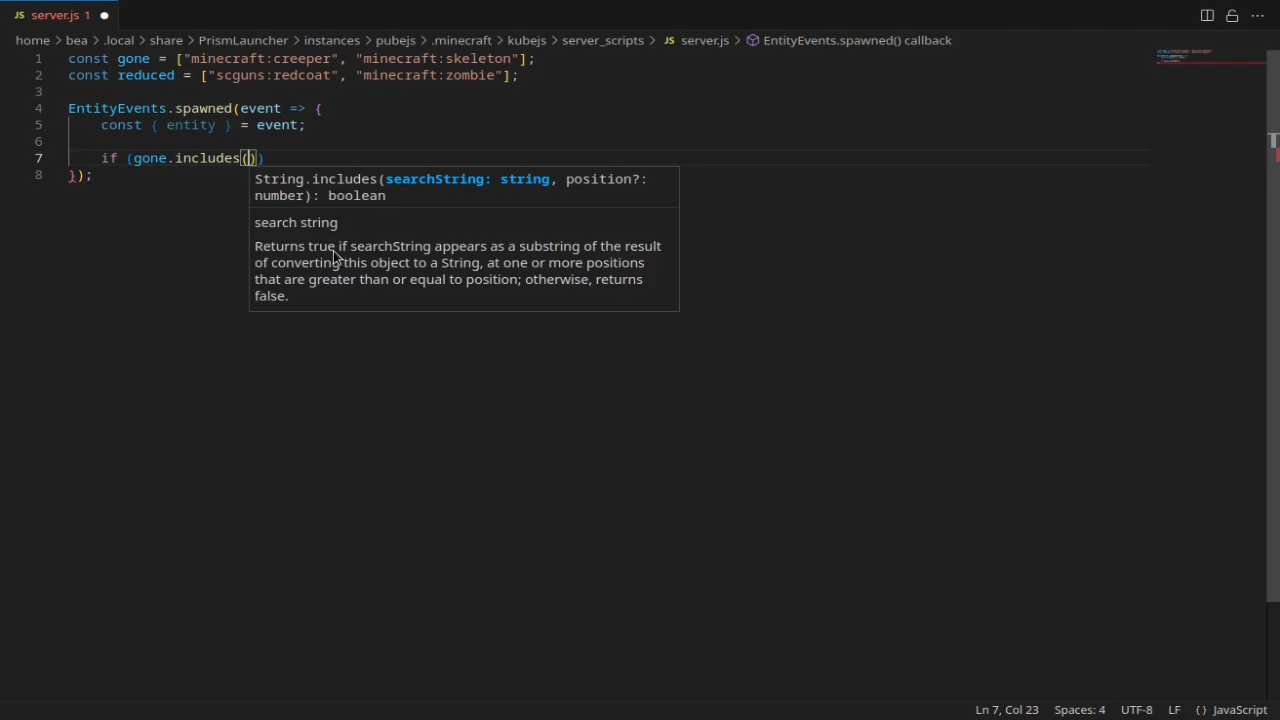 JS server.js 1 ●
home > bea > .local > share > PrismLauncher > instances > pubejs > .minecraft > kubejs > server_scripts > JS server.js > EntityEvents.spawned() callback
1 const gone = ["minecraft:creeper", "minecraft:skeleton"];
2 const reduced = ["scguns:redcoat", "minecraft:zombie"];
3
4 EntityEvents.spawned(event => {
5 const { entity } = event;
6
7 if (gone.includes())
8 });
String.includes(searchString: string, position?:
number): boolean
search string
Returns true if searchString appears as a substring of the result
of converting this object to a String, at one or more positions
that are greater than or equal to position; otherwise, returns
false.
Ln 7, Col 23 Spaces: 4 UTF-8 LF {} JavaScript